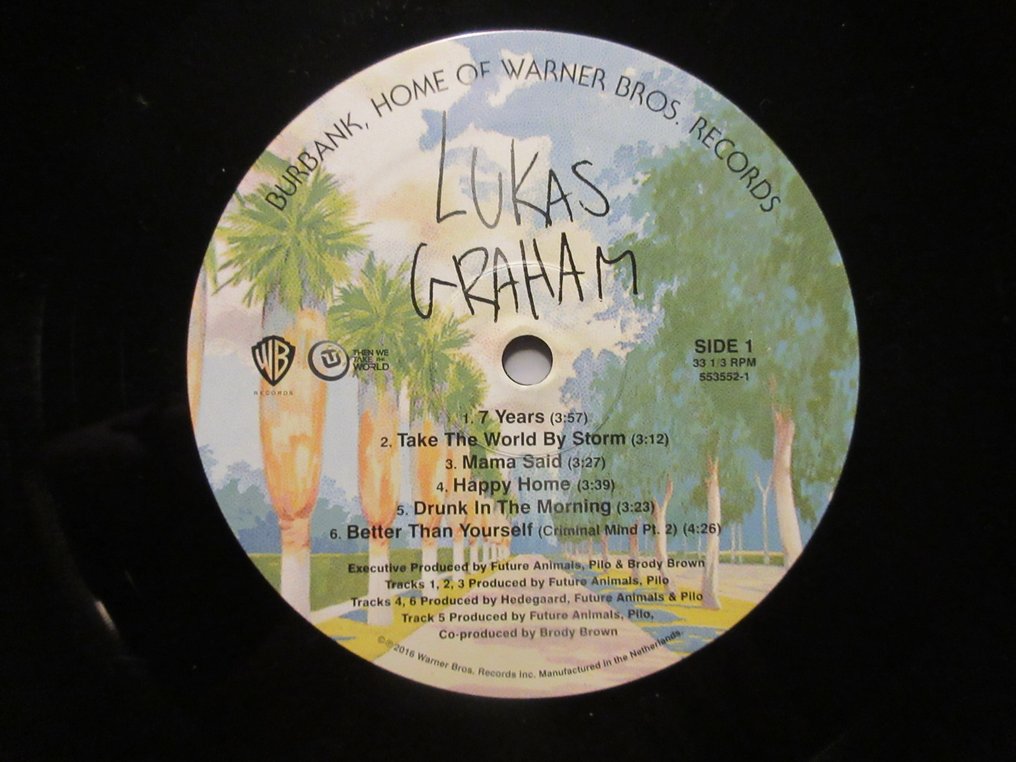 BURBANK, HOME OF WARNER BROS. RECORDS
LUKAS
GRAHAM
WB
RECORDS
THEN WE
TAKE THE
WORLD
SIDE 1
33 1/3 RPM
553552-1
1. 7 Years (3:57)
2. Take The World By Storm (3:12)
3. Mama Said (3:27)
4. Happy Home (3:39)
5. Drunk In The Morning (3:23)
6. Better Than Yourself (Criminal Mind Pt. 2) (4:26)
Executive Produced by Future Animals, Pilo & Brody Brown
Tracks 1, 2, 3 Produced by Future Animals, Pilo
Tracks 4, 6 Produced by Hedegaard, Future Animals & Pilo
Track 5 Produced by Future Animals, Pilo,
Co-produced by Brody Brown
©℗2016 Warner Bros. Records Inc. Manufactured in the Netherlands.